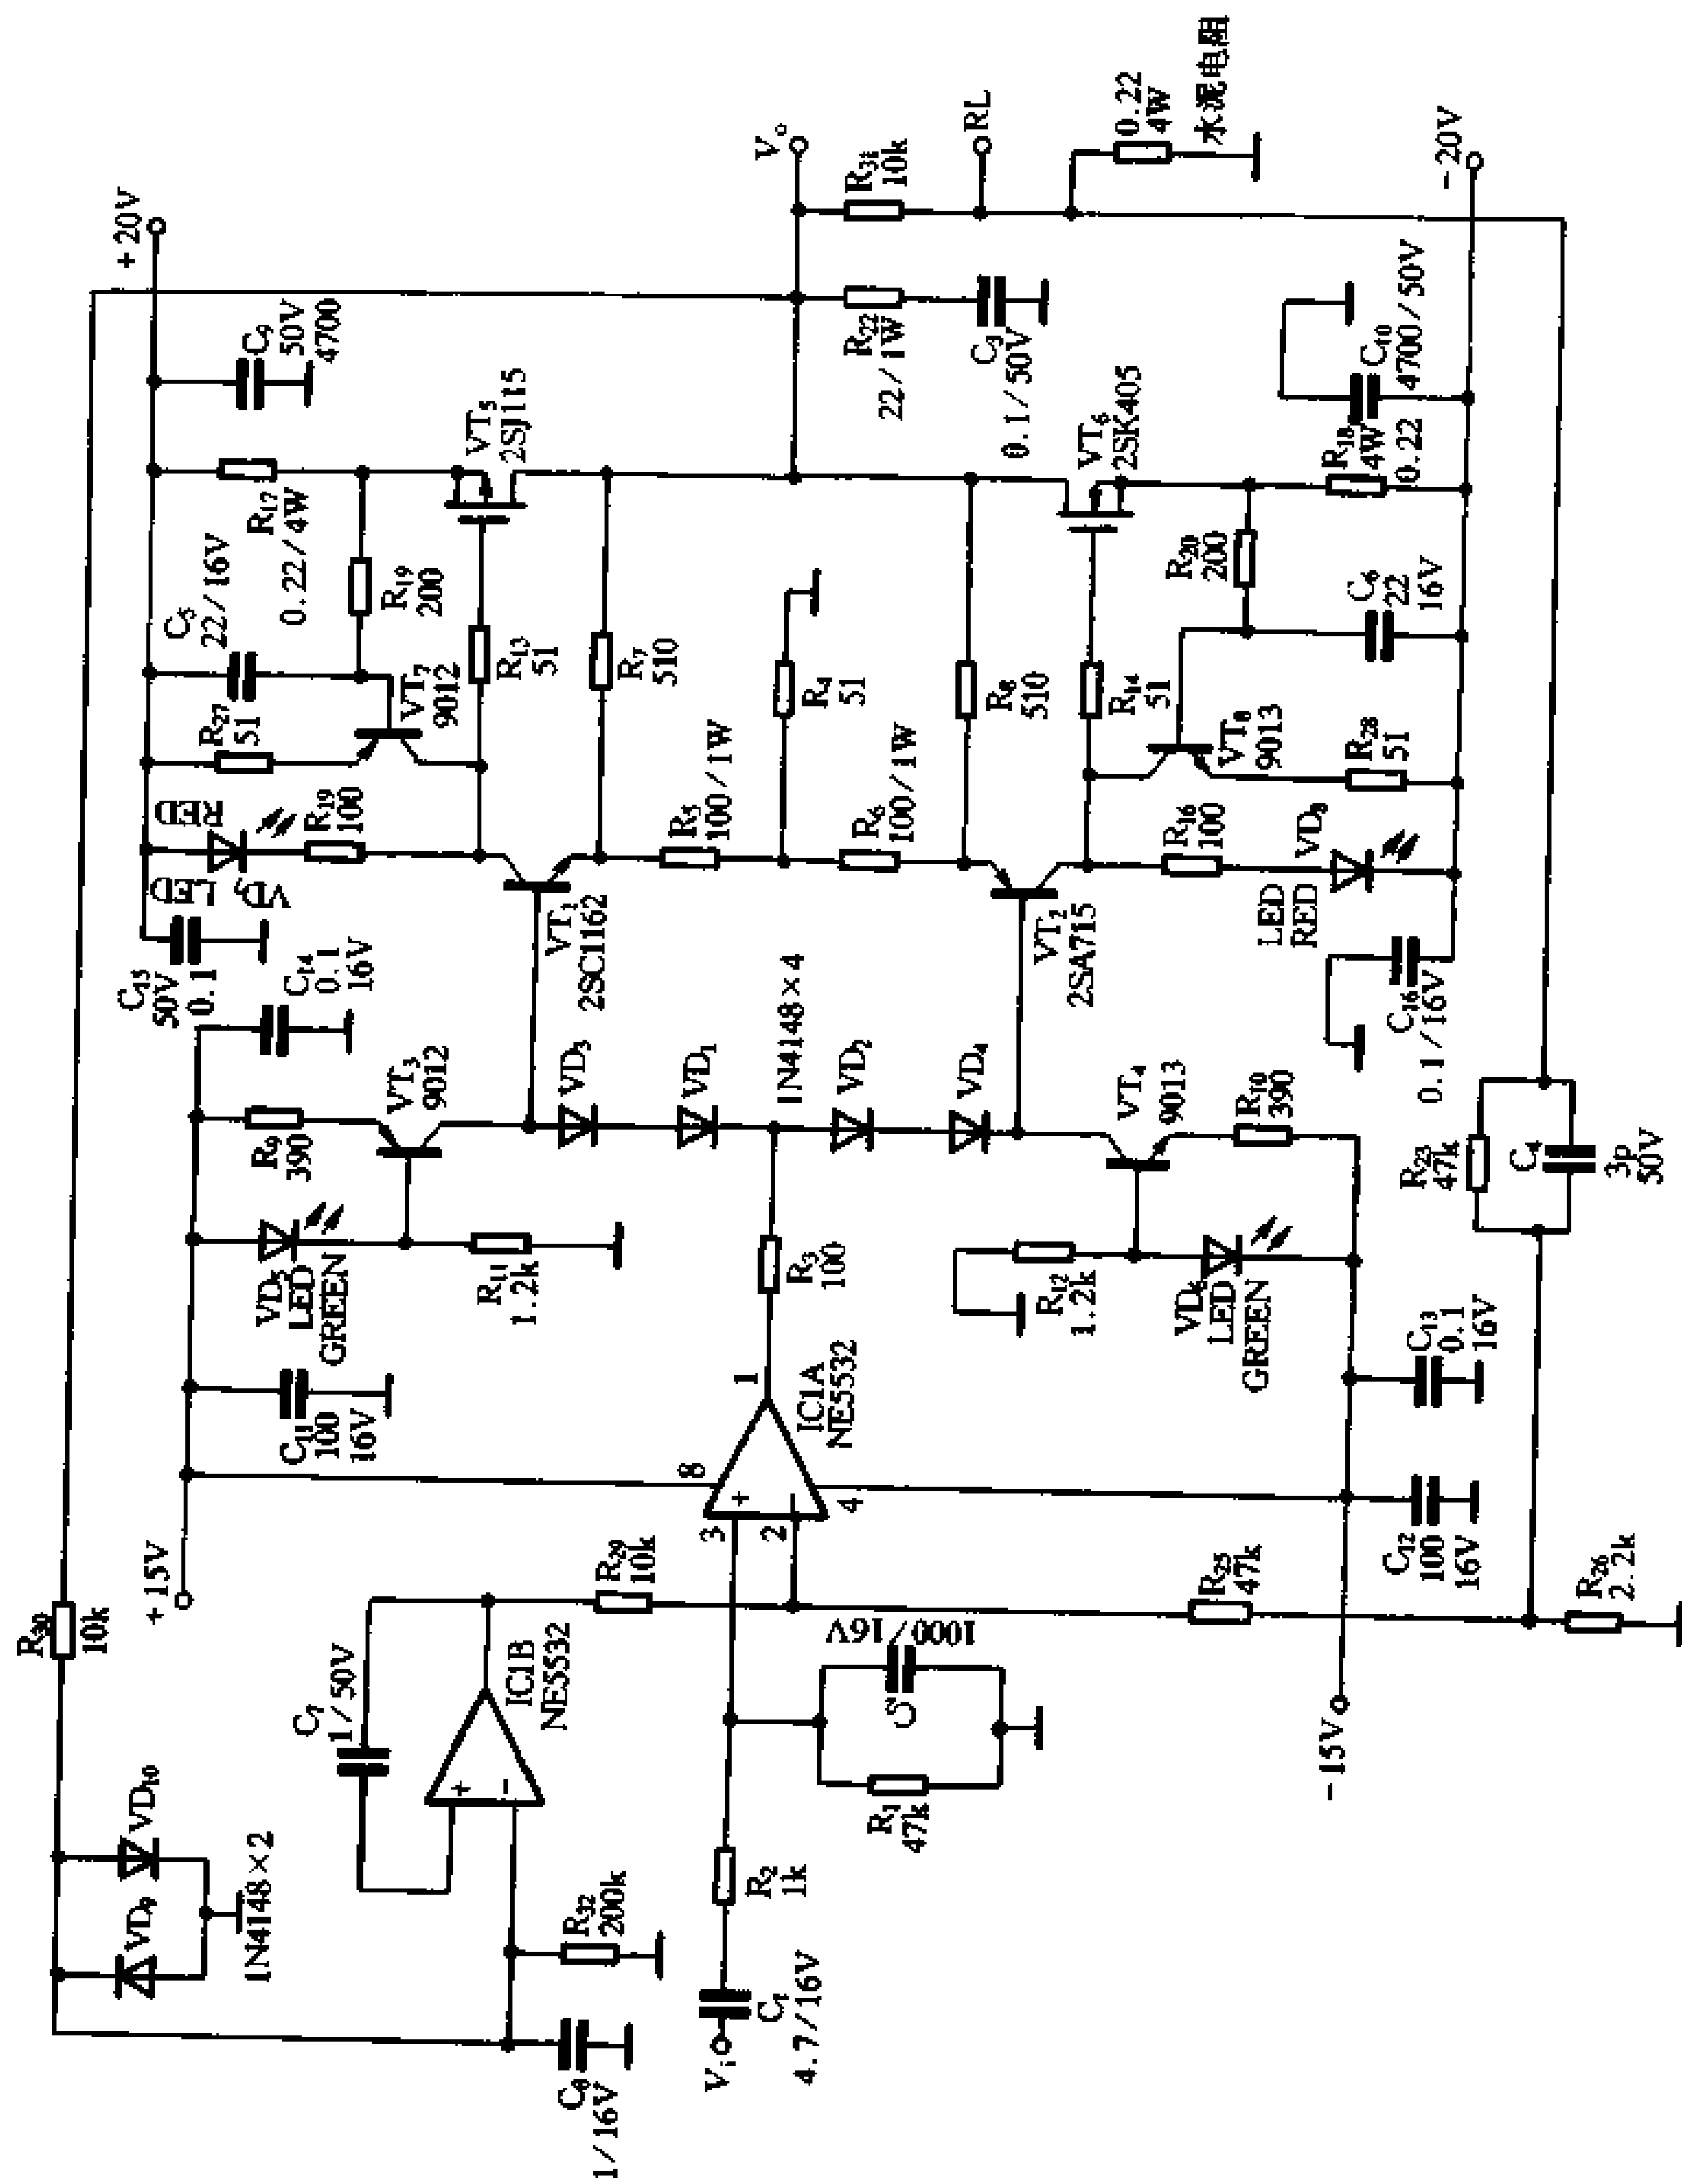 +20V
C₉
50V
4700
R₁₇
0.22/4W
C₅
22/16V
R₁₉
200
VT₅
2SJ115
R₂₇
51
VT₇
9012
R₁₃
51
R₇
510
VD₇
LED
RED
R₁₉
100
R₅
100/1W
R₄
51
R₆
100/1W
R₈
510
R₁₄
51
VT₆
2SK405
R₂₀
200
C₆
22
16V
R₁₈
4W
0.22
C₁₀
4700/50V
VT₈
9013
R₂₈
51
R₁₆
100
VD₈
LED
RED
-20V
Vₒ
R₃₁
10k
RL
0.22
4W
水泥电阻
R₂₂
22/1W
C₃
0.1/50V
C₁₅
50V
0.1
C₁₄
0.1
16V
VT₁
2SC1162
VT₂
2SA715
C₁₆
0.1/16V
R₉
390
VT₃
9012
VD₃
VD₁
1N4148×4
VD₂
VD₄
VT₄
9013
R₁₀
390
VD₅
LED
GREEN
R₁₁
1.2k
R₃
100
R₁₂
1.2k
VD₆
LED
GREEN
C₁₃
0.1
16V
R₂₃
47k
C₄
3p
50V
C₁₁
100
16V
8
3
2
4
1
+
IC1A
NE5532
C₁₂
100
16V
+15V
R₃₀
10k
R₂₉
10k
R₂₅
47k
R₂₆
2.2k
C₇
1/50V
+
-
IC1B
NE5532
1000/16V
C₂
R₁
47k
-15V
VD₁₀
VD₉
1N4148×2
R₃₂
200k
R₂
1k
C₈
1/16V
Vᵢ
4.7/16V